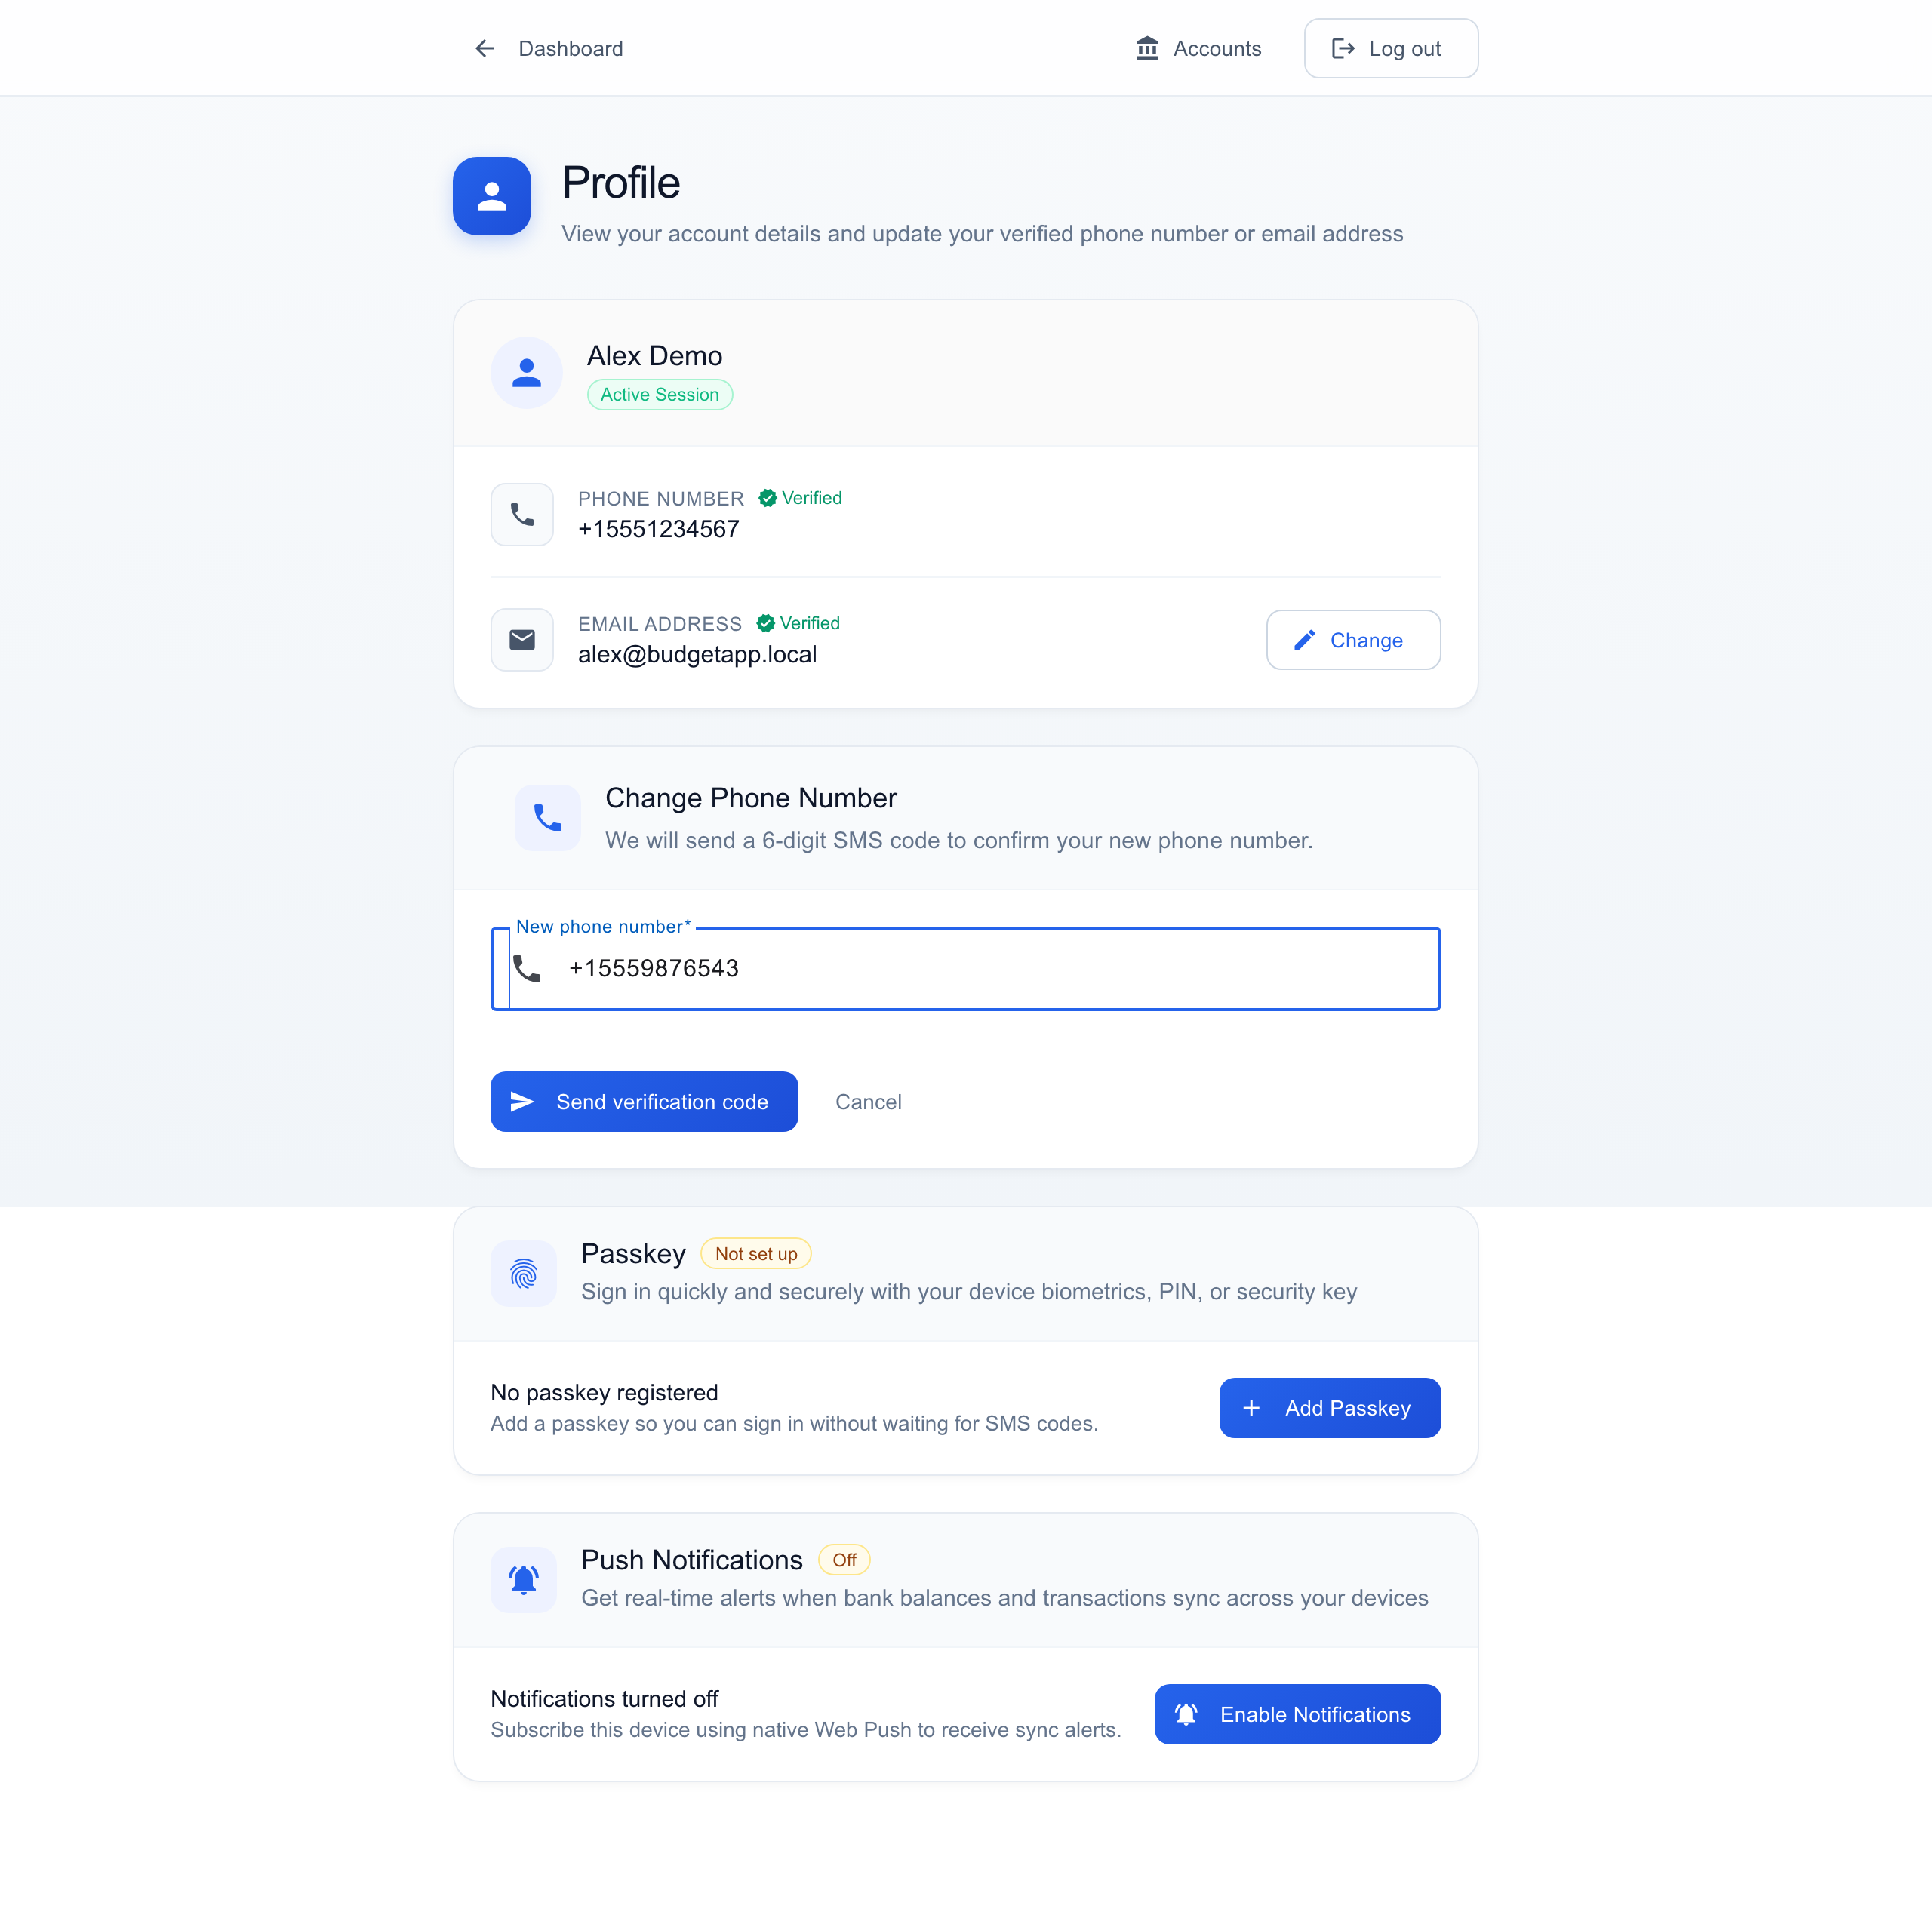 Dashboard
Accounts
Log out
Profile
View your account details and update your verified phone number or email address
Alex Demo
Active Session
PHONE NUMBER Verified
+15551234567
EMAIL ADDRESS Verified
alex@budgetapp.local
Change
Change Phone Number
We will send a 6-digit SMS code to confirm your new phone number.
New phone number*
+15559876543
Send verification code
Cancel
Passkey Not set up
Sign in quickly and securely with your device biometrics, PIN, or security key
No passkey registered
Add a passkey so you can sign in without waiting for SMS codes.
Add Passkey
Push Notifications Off
Get real-time alerts when bank balances and transactions sync across your devices
Notifications turned off
Subscribe this device using native Web Push to receive sync alerts.
Enable Notifications